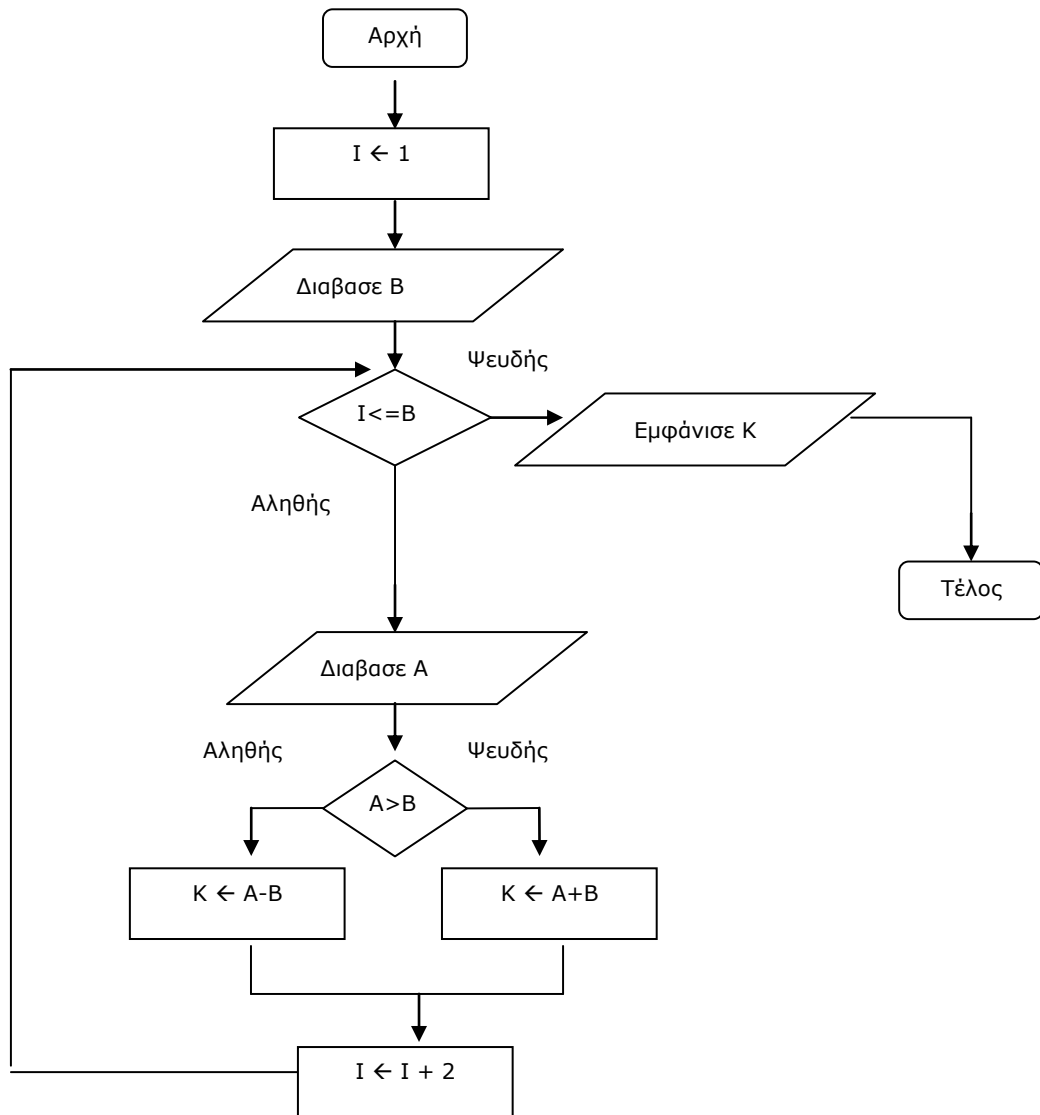 Αρχή
Ι ← 1
Διαβασε Β
Ψευδής
Ι<=Β
Εμφάνισε Κ
Αληθής
Τέλος
Διαβασε Α
Αληθής
Ψευδής
Α>Β
Κ ← Α-Β
Κ ← Α+Β
Ι ← Ι + 2